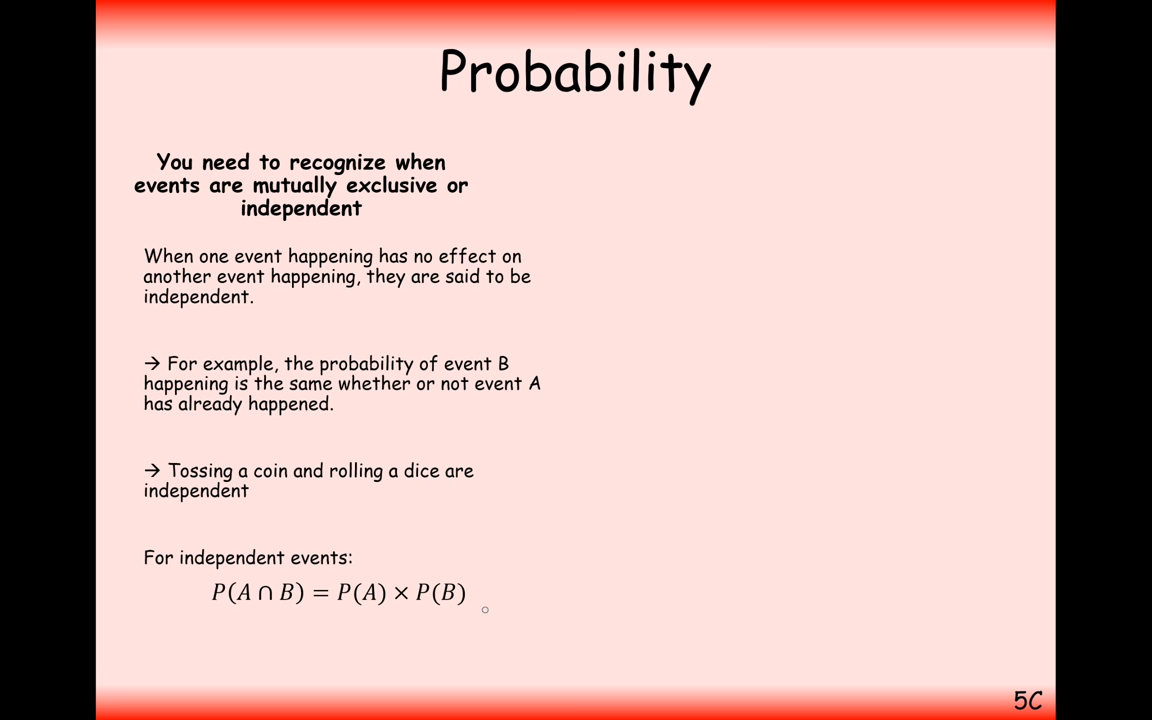 Probability
You need to recognize when
events are mutually exclusive or
independent
When one event happening has no effect on
another event happening, they are said to be
independent.
→ For example, the probability of event B
happening is the same whether or not event A
has already happened.
→ Tossing a coin and rolling a dice are
independent
For independent events:
P(A ∩ B) = P(A) × P(B)
5C